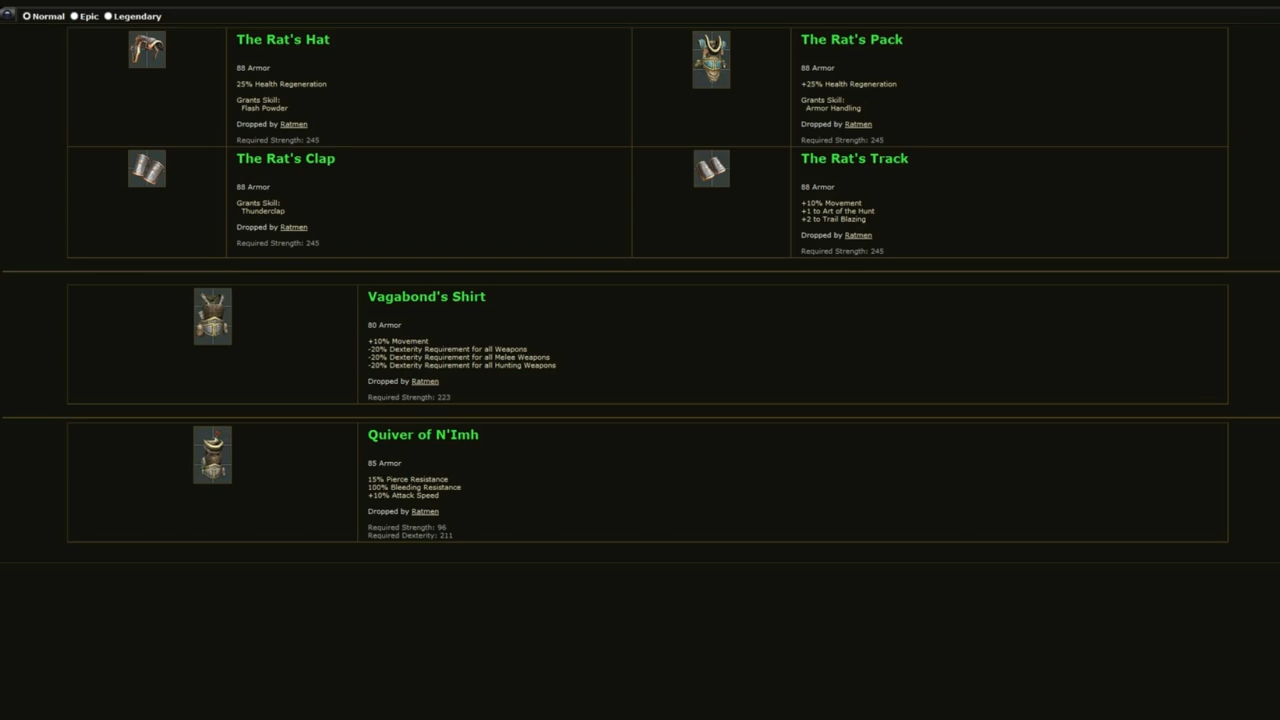 Normal Epic Legendary
The Rat's Hat
88 Armor
25% Health Regeneration
Grants Skill:
Flash Powder
Dropped by Ratmen
Required Strength: 245
The Rat's Pack
88 Armor
+25% Health Regeneration
Grants Skill:
Armor Handling
Dropped by Ratmen
Required Strength: 245
The Rat's Clap
88 Armor
Grants Skill:
Thunderclap
Dropped by Ratmen
Required Strength: 245
The Rat's Track
88 Armor
+10% Movement
+1 to Art of the Hunt
+2 to Trail Blazing
Dropped by Ratmen
Required Strength: 245
Vagabond's Shirt
80 Armor
+10% Movement
-20% Dexterity Requirement for all Weapons
-20% Dexterity Requirement for all Melee Weapons
-20% Dexterity Requirement for all Hunting Weapons
Dropped by Ratmen
Required Strength: 223
Quiver of N'Imh
85 Armor
15% Pierce Resistance
100% Bleeding Resistance
+10% Attack Speed
Dropped by Ratmen
Required Strength: 96
Required Dexterity: 211